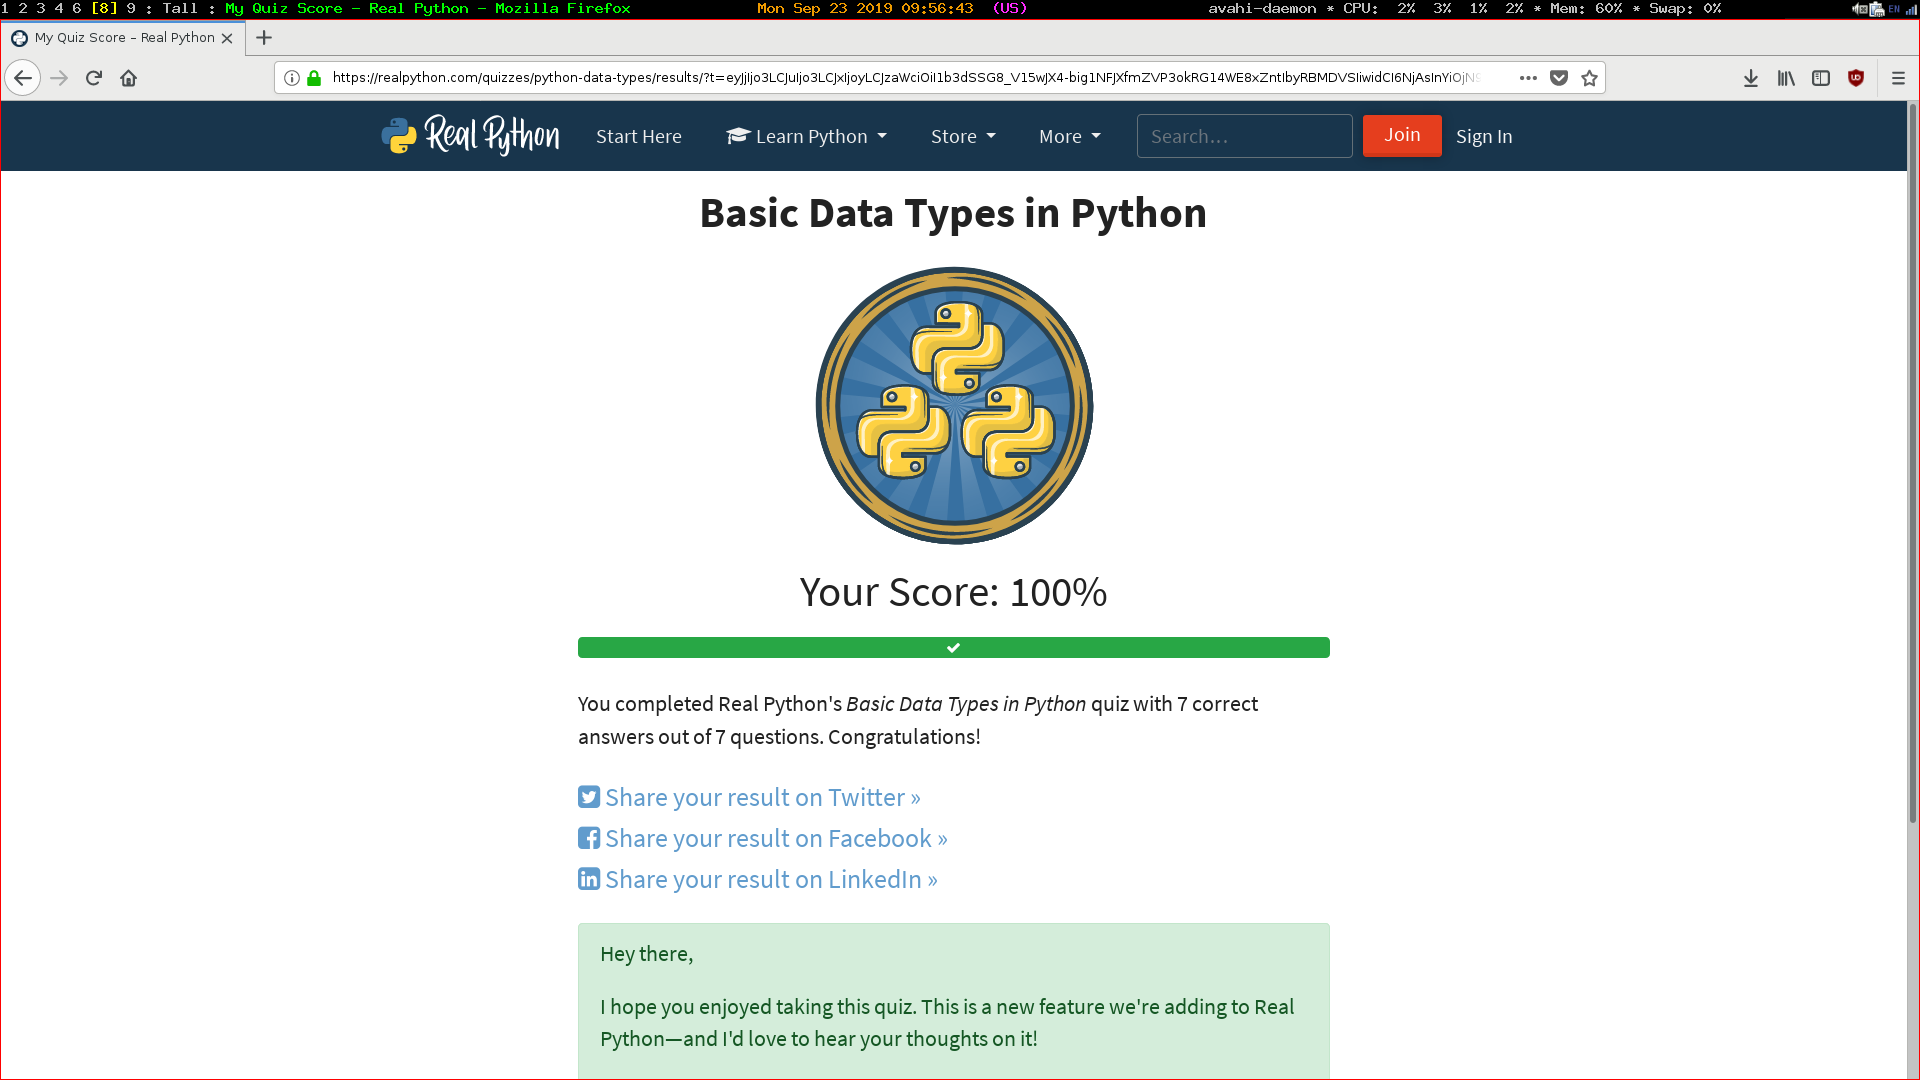 1 2 3 4 6 [8] 9 : Tall : My Quiz Score - Real Python - Mozilla Firefox Mon Sep 23 2019 09:56:43 (US) avahi-daemon * CPU: 2% 3% 1% 2% * Mem: 60% * Swap: 0% EN
My Quiz Score – Real Python
https://realpython.com/quizzes/python-data-types/results/
Real Python Start Here Learn Python Store More Search... Join Sign In
Basic Data Types in Python
Your Score: 100%
You completed Real Python's Basic Data Types in Python quiz with 7 correct
answers out of 7 questions. Congratulations!
Share your result on Twitter »
Share your result on Facebook »
Share your result on LinkedIn »
Hey there,
I hope you enjoyed taking this quiz. This is a new feature we're adding to Real
Python—and I'd love to hear your thoughts on it!